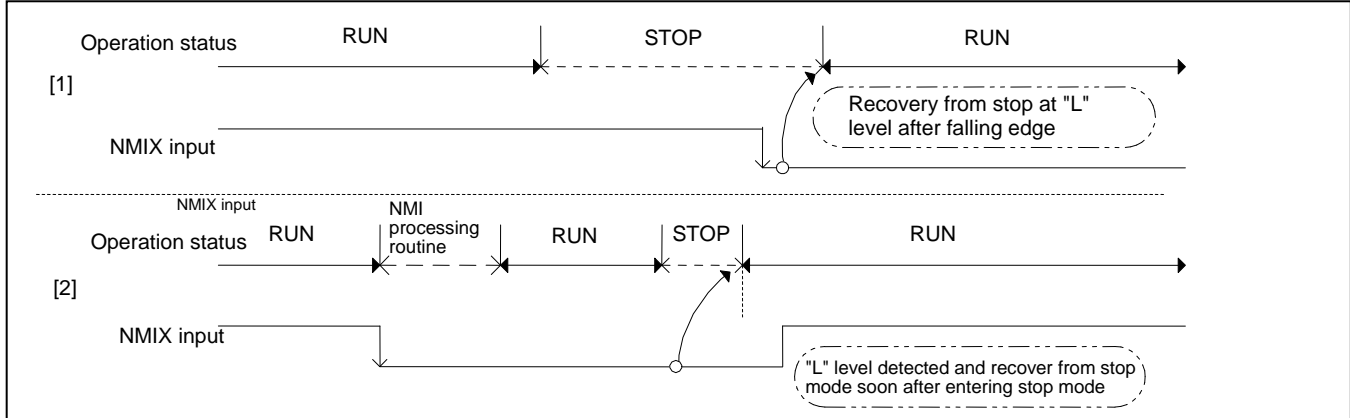 Operation status RUN STOP RUN
[1]
Recovery from stop at "L"
level after falling edge
NMIX input
NMIX input
NMI
processing
routine
Operation status RUN RUN STOP RUN
[2]
NMIX input
"L" level detected and recover from stop
mode soon after entering stop mode